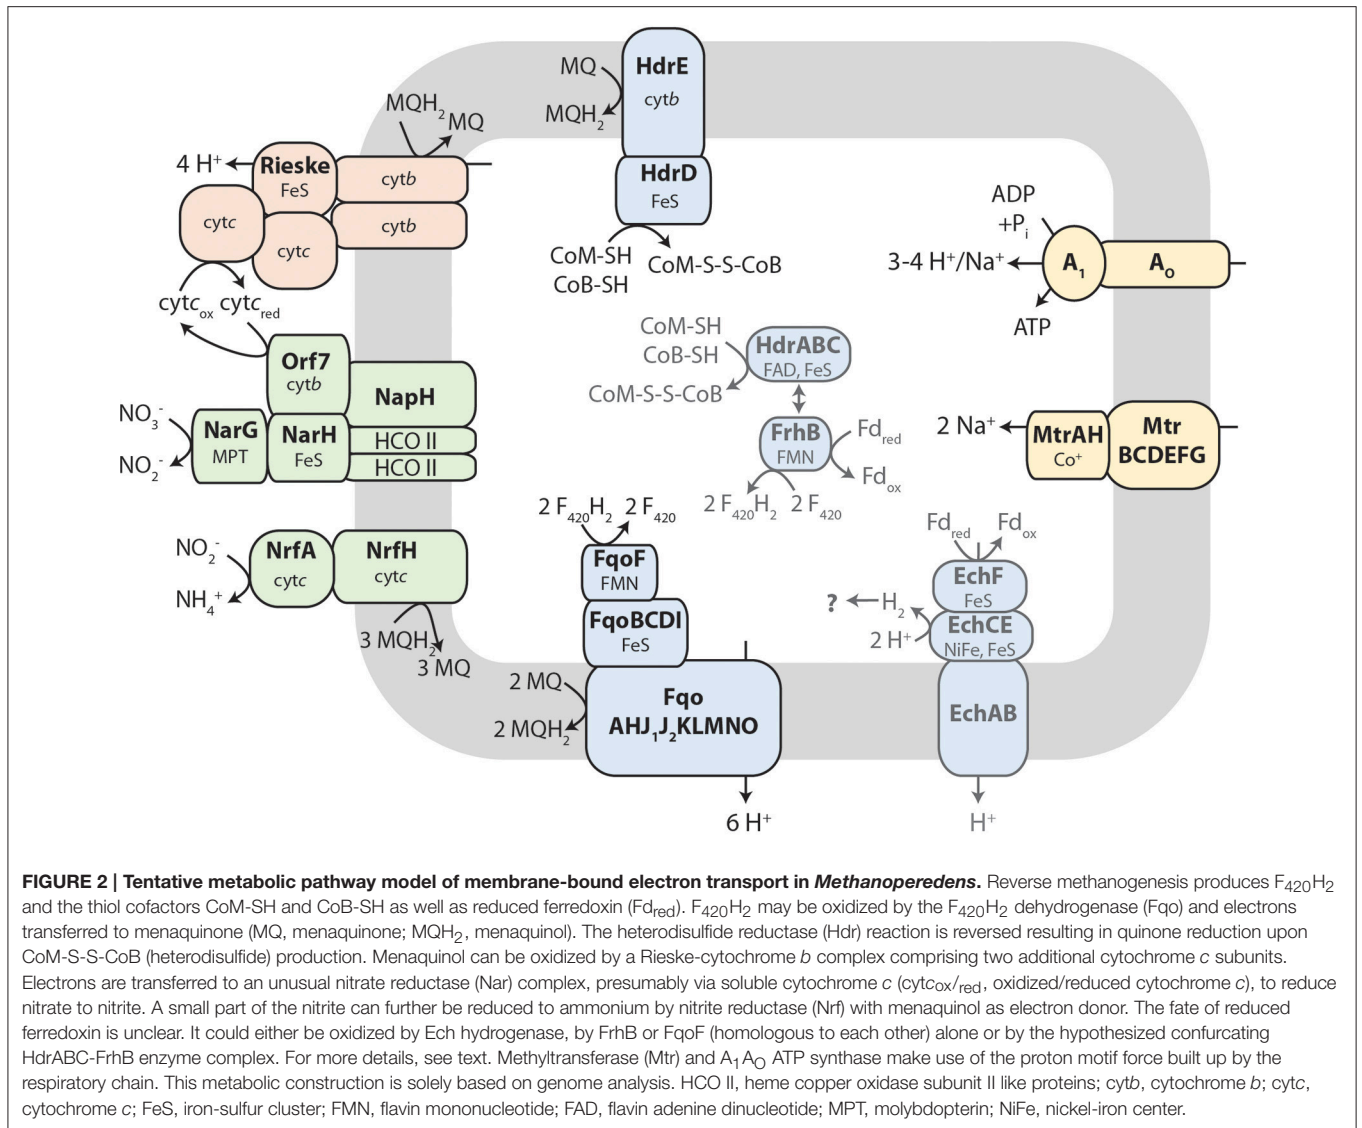 MQ
MQH2
HdrE
cytb
HdrD
FeS
CoM-SH
CoB-SH
CoM-S-S-CoB
MQH2
MQ
4 H+
Rieske
FeS
cytb
cytc
cytc
cytb
cytcox
cytcred
Orf7
cytb
NapH
NO3-
NO2-
NarG
MPT
NarH
FeS
HCO II
HCO II
NO2-
NH4+
NrfA
cytc
NrfH
cytc
3 MQH2
3 MQ
ADP
+Pi
3-4 H+/Na+
A1
AO
ATP
CoM-SH
CoB-SH
CoM-S-S-CoB
HdrABC
FAD, FeS
FrhB
FMN
Fdred
Fdox
2 F420H2
2 F420
2 Na+
MtrAH
Co+
Mtr
BCDEFG
2 F420H2
2 F420
FqoF
FMN
FqoBCDI
FeS
2 MQ
2 MQH2
Fqo
AHJ1J2KLMNO
6 H+
Fdred
Fdox
EchF
FeS
?
H2
2 H+
EchCE
NiFe, FeS
EchAB
H+
FIGURE 2 | Tentative metabolic pathway model of membrane-bound electron transport in Methanoperedens. Reverse methanogenesis produces F420H2
and the thiol cofactors CoM-SH and CoB-SH as well as reduced ferredoxin (Fdred). F420H2 may be oxidized by the F420H2 dehydrogenase (Fqo) and electrons
transferred to menaquinone (MQ, menaquinone; MQH2, menaquinol). The heterodisulfide reductase (Hdr) reaction is reversed resulting in quinone reduction upon
CoM-S-S-CoB (heterodisulfide) production. Menaquinol can be oxidized by a Rieske-cytochrome b complex comprising two additional cytochrome c subunits.
Electrons are transferred to an unusual nitrate reductase (Nar) complex, presumably via soluble cytochrome c (cytcox/red, oxidized/reduced cytochrome c), to reduce
nitrate to nitrite. A small part of the nitrite can further be reduced to ammonium by nitrite reductase (Nrf) with menaquinol as electron donor. The fate of reduced
ferredoxin is unclear. It could either be oxidized by Ech hydrogenase, by FrhB or FqoF (homologous to each other) alone or by the hypothesized confurcating
HdrABC-FrhB enzyme complex. For more details, see text. Methyltransferase (Mtr) and A1AO ATP synthase make use of the proton motif force built up by the
respiratory chain. This metabolic construction is solely based on genome analysis. HCO II, heme copper oxidase subunit II like proteins; cytb, cytochrome b; cytc,
cytochrome c; FeS, iron-sulfur cluster; FMN, flavin mononucleotide; FAD, flavin adenine dinucleotide; MPT, molybdopterin; NiFe, nickel-iron center.